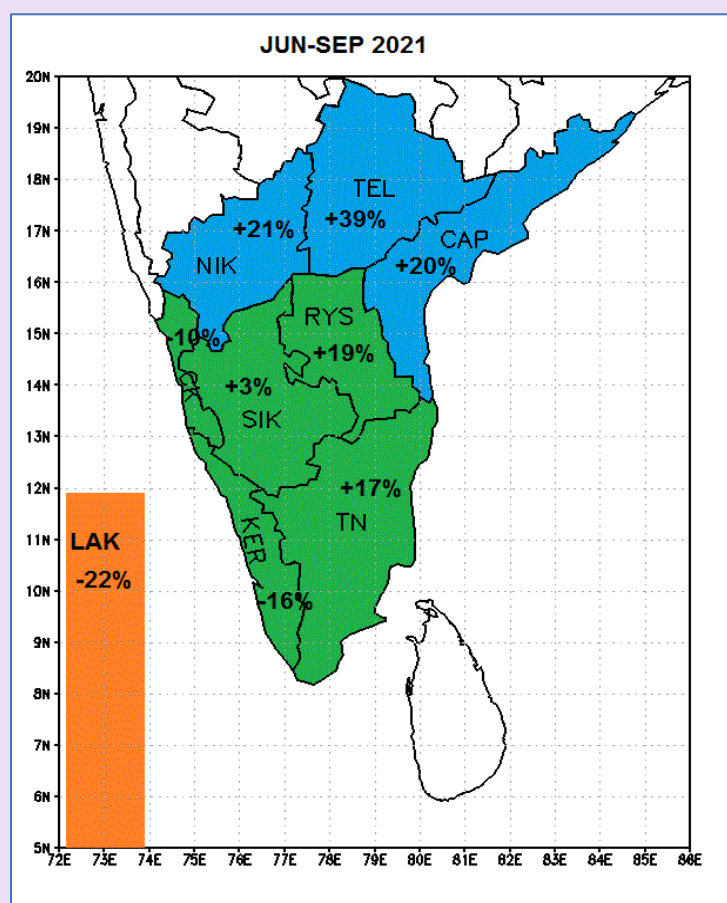 JUN-SEP 2021
20N
19N
18N
17N
16N
15N
14N
13N
12N
11N
10N
9N
8N
7N
6N
5N
TEL
+39%
+21%
NIK
CAP
+20%
RYS
+19%
-10%
CK
+3%
SIK
+17%
TN
KER
-16%
LAK
-22%
72E 73E 74E 75E 76E 77E 78E 79E 80E 81E 82E 83E 84E 85E 86E